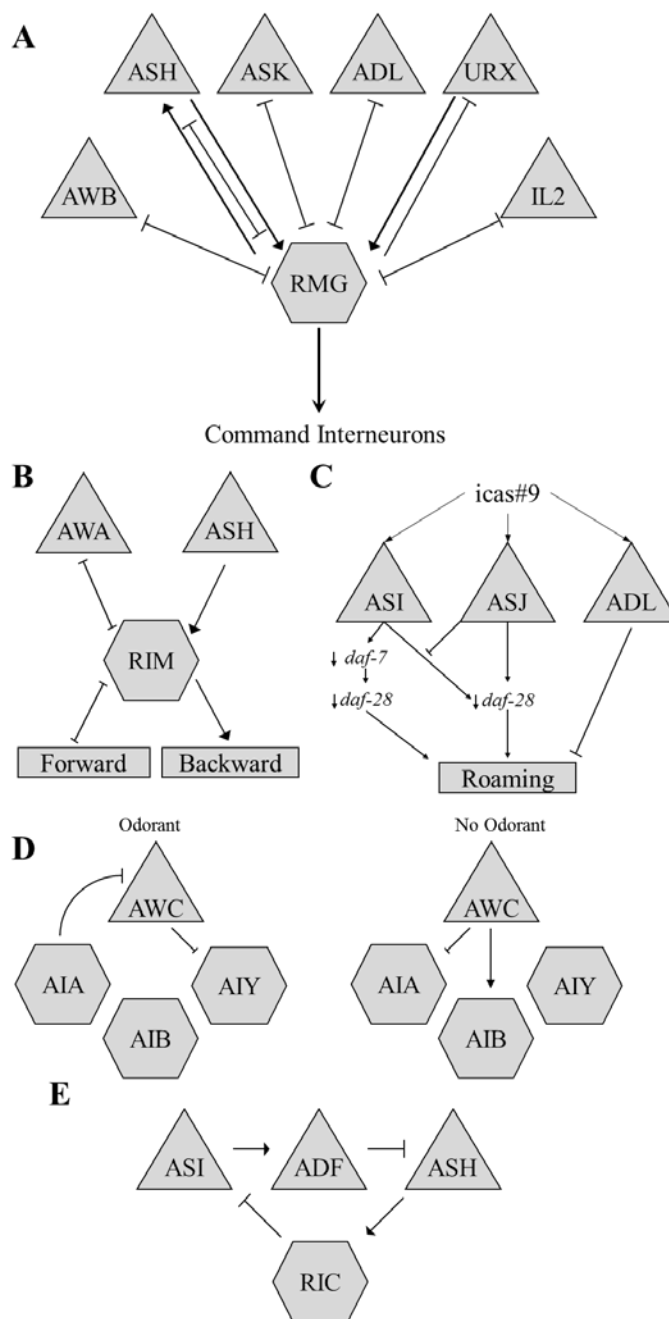 A
ASH ASK ADL URX
AWB IL2
RMG
Command Interneurons
B
AWA ASH
RIM
Forward Backward
C
icas#9
ASI ASJ ADL
daf-7
daf-28 daf-28
Roaming
D
Odorant No Odorant
AWC AWC
AIA AIY AIA AIY
AIB AIB
E
ASI ADF ASH
RIC